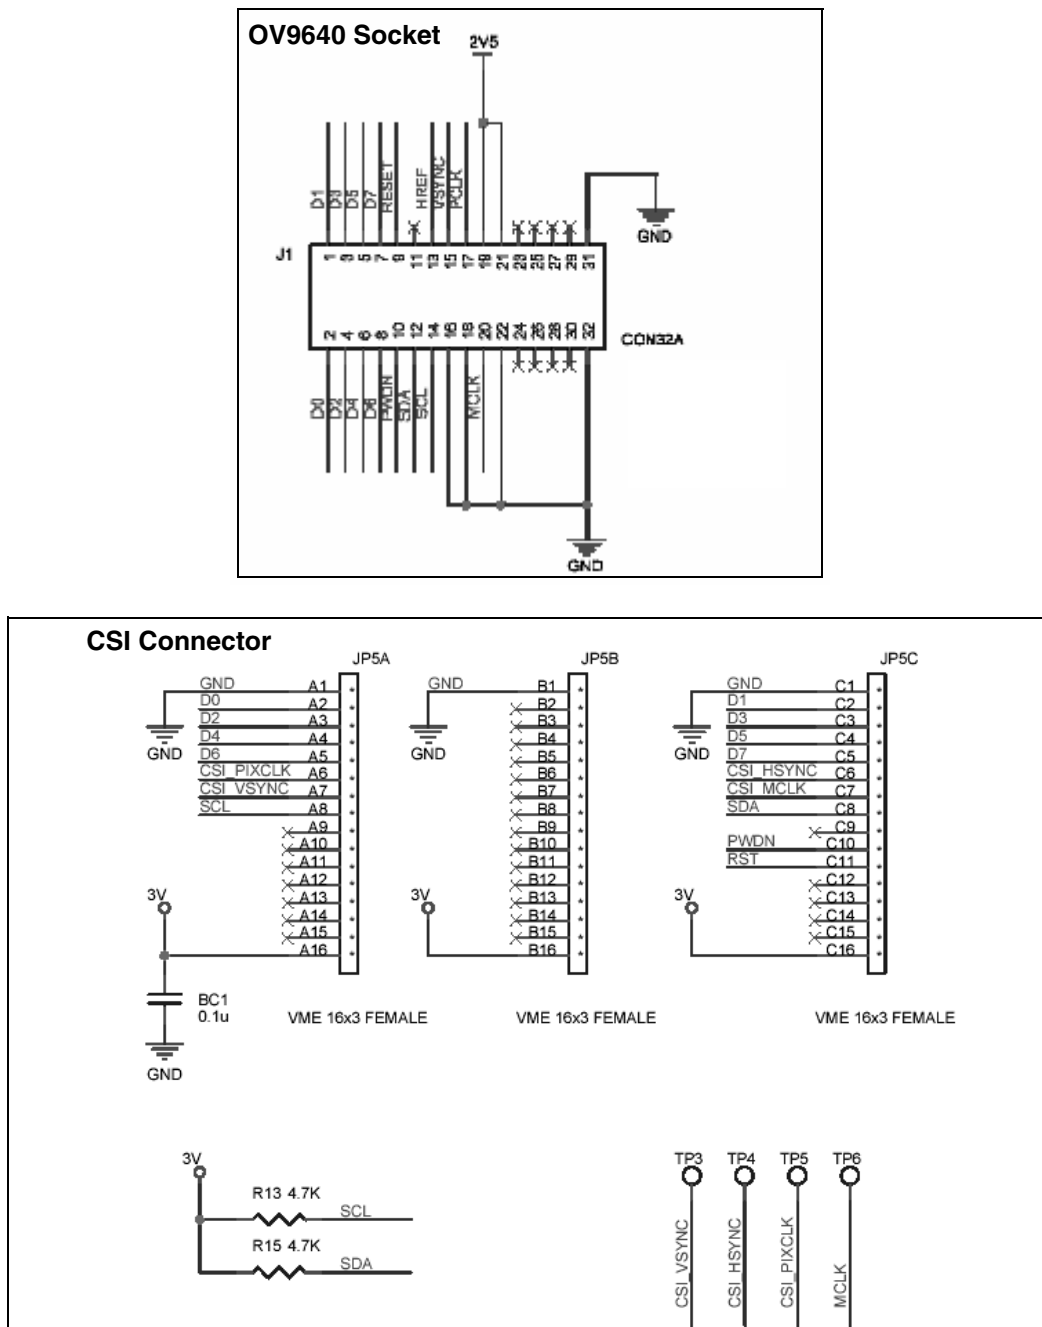 OV9640 Socket
2V5
D1
D3
D5
D7
RESET
HREF
VSYNC
PCLK
GND
J1
1 3 5 7 9 11 13 15 17 19 21 23 25 27 29 31
2 4 6 8 10 12 14 16 18 20 22 24 26 28 30 32
CON32A
D0
D2
D4
D6
PWDN
SDA
SCL
MCLK
GND
CSI Connector
JP5A
GND A1
D0 A2
D2 A3
D4 A4
D6 A5
CSI_PIXCLK A6
CSI_VSYNC A7
SCL A8
A9
A10
A11
A12
A13
A14
A15
A16
GND
3V
BC1
0.1u
GND
VME 16x3 FEMALE
JP5B
GND B1
B2
B3
B4
B5
B6
B7
B8
B9
B10
B11
B12
B13
B14
B15
B16
GND
3V
VME 16x3 FEMALE
JP5C
GND C1
D1 C2
D3 C3
D5 C4
D7 C5
CSI_HSYNC C6
CSI_MCLK C7
SDA C8
C9
PWDN C10
RST C11
C12
C13
C14
C15
C16
GND
3V
VME 16x3 FEMALE
3V
R13 4.7K
SCL
R15 4.7K
SDA
TP3 TP4 TP5 TP6
CSI_VSYNC
CSI_HSYNC
CSI_PIXCLK
MCLK